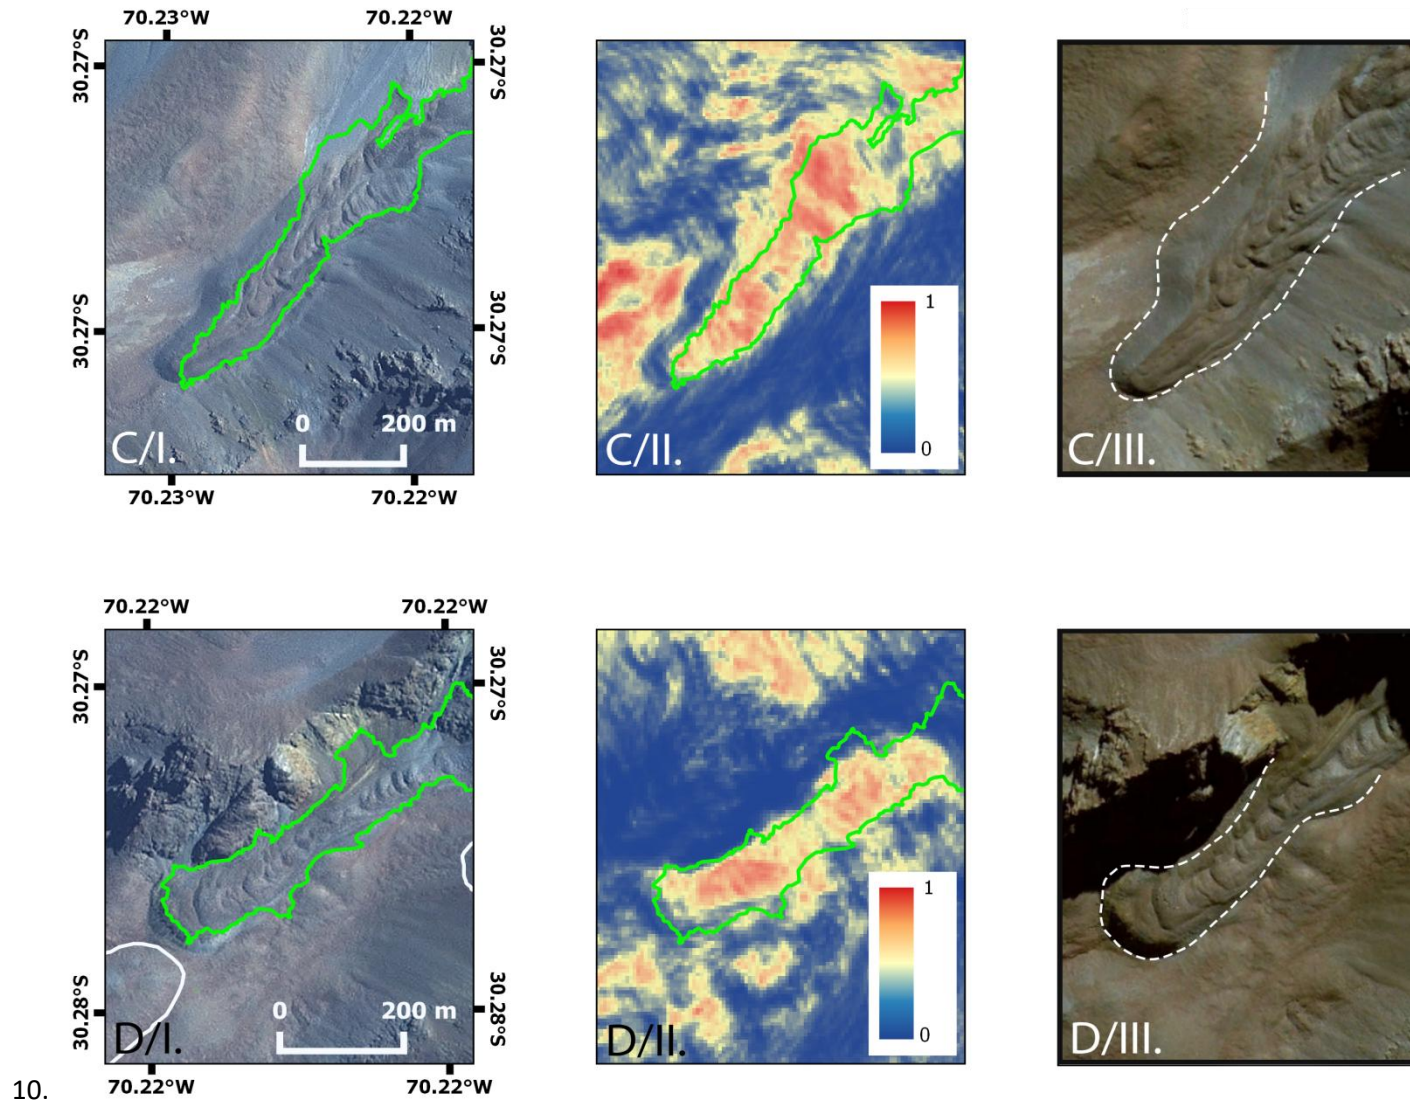 70.23°W 70.22°W
30.27°S 30.27°S
1
30.27°S 30.27°S
0 200 m
0
C/I. C/II. C/III.
70.23°W 70.22°W
70.22°W 70.22°W
30.27°S 30.27°S
1
30.28°S 0 200 m 30.28°S
0
D/I. D/II. D/III.
10. 70.22°W 70.22°W